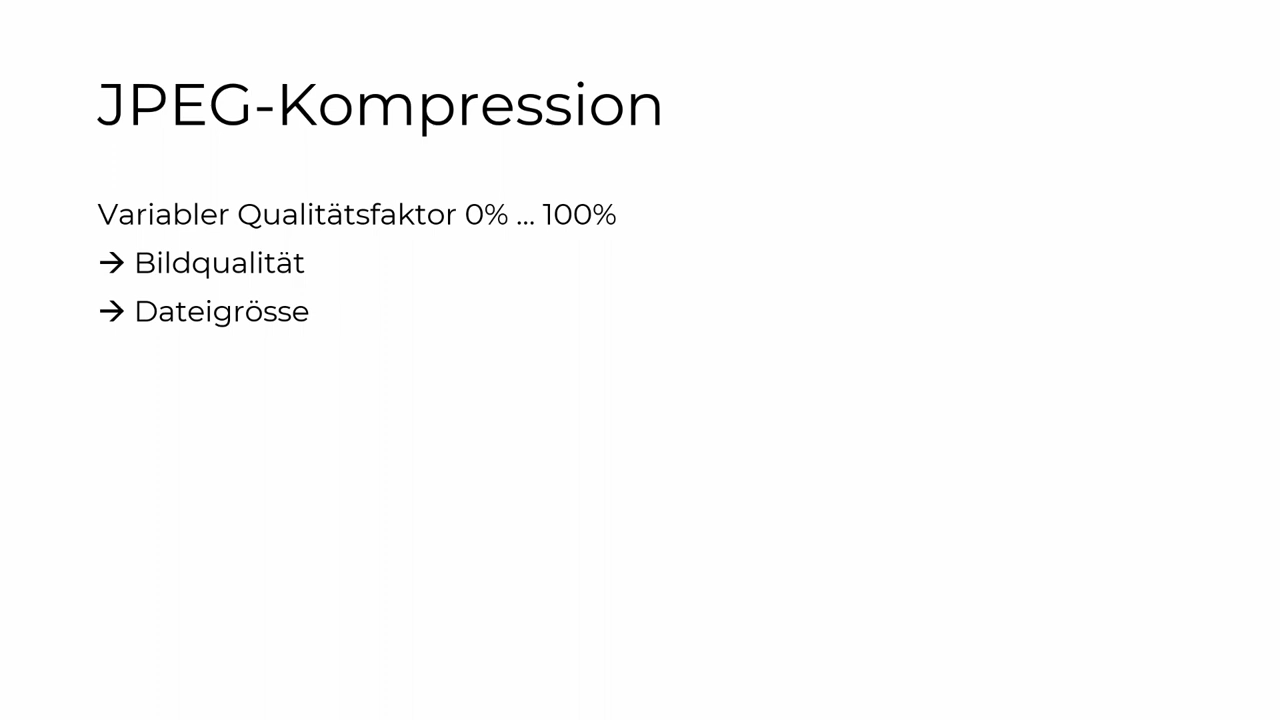 JPEG-Kompression
Variabler Qualitätsfaktor 0% ... 100%
→ Bildqualität
→ Dateigrösse